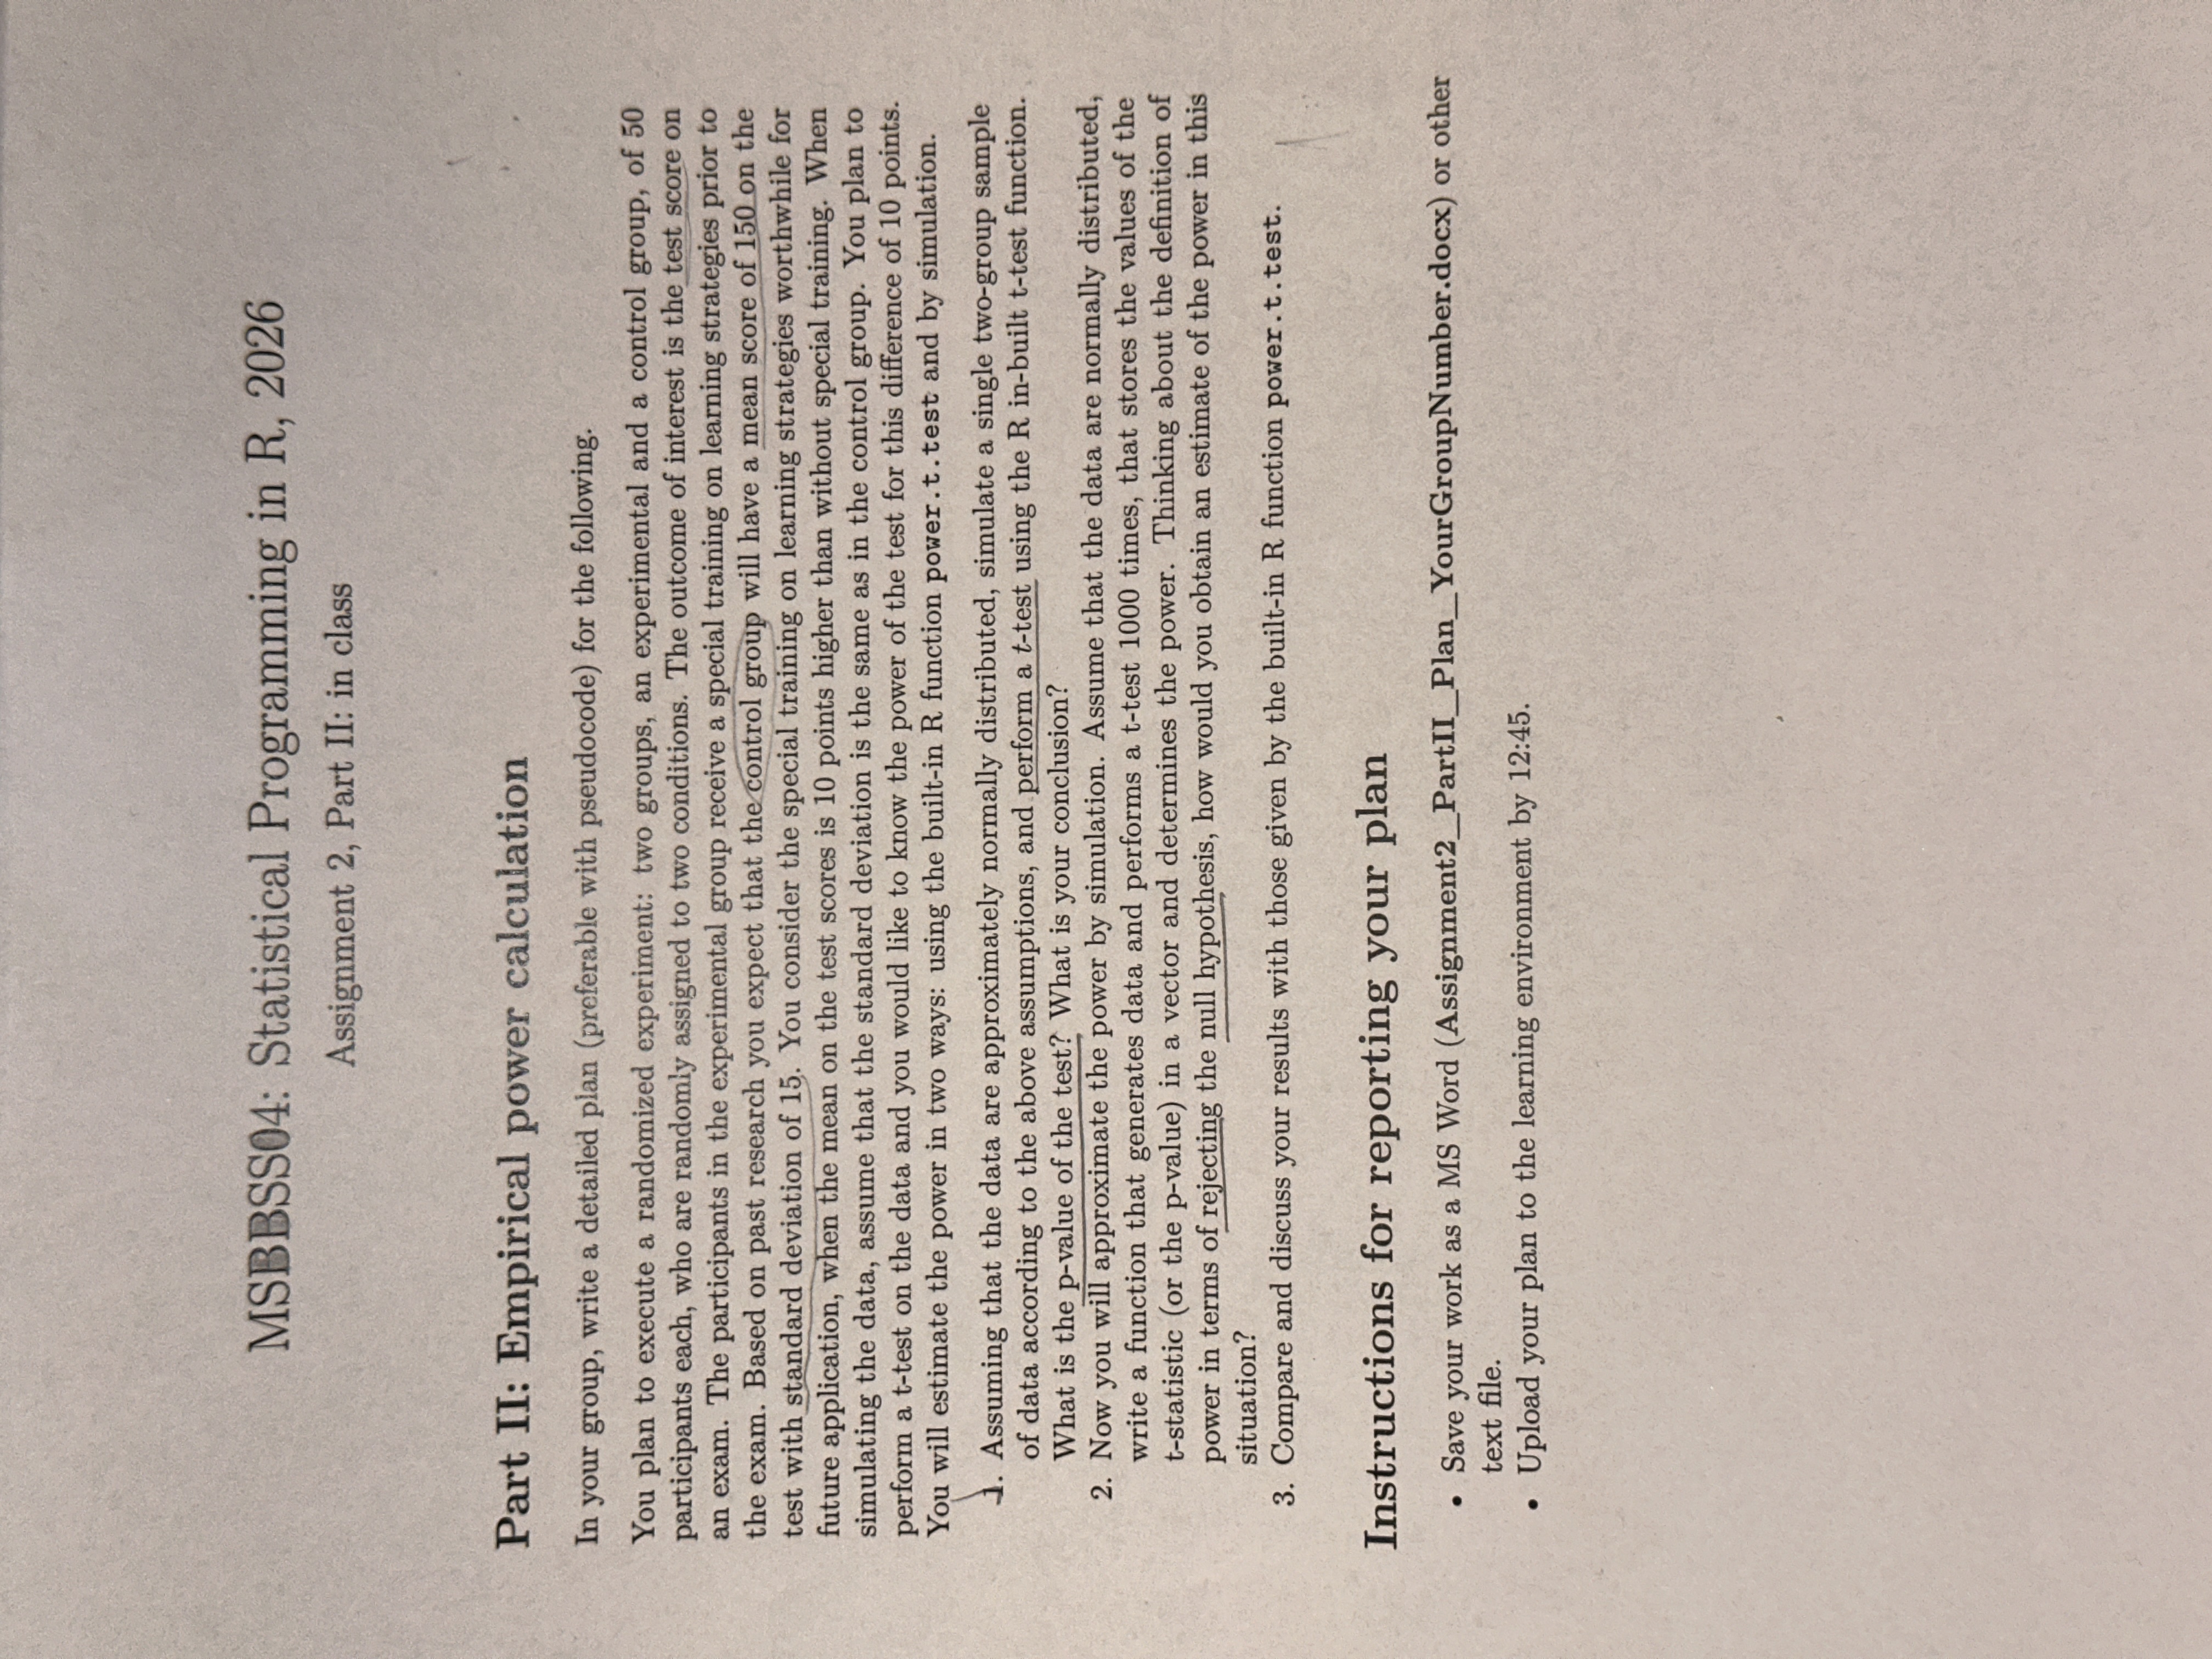 MSBBSS04: Statistical Programming in R, 2026
Assignment 2, Part II: in class
Part II: Empirical power calculation
In your group, write a detailed plan (preferable with pseudocode) for the following.
You plan to execute a randomized experiment: two groups, an experimental and a control group, of 50
participants each, who are randomly assigned to two conditions. The outcome of interest is the test score on
an exam. The participants in the experimental group receive a special training on learning strategies prior to
the exam. Based on past research you expect that the control group will have a mean score of 150 on the
test with standard deviation of 15. You consider the special training on learning strategies worthwhile for
future application, when the mean on the test scores is 10 points higher than without special training. When
simulating the data, assume that the standard deviation is the same as in the control group. You plan to
perform a t-test on the data and you would like to know the power of the test for this difference of 10 points.
You will estimate the power in two ways: using the built-in R function power.t.test and by simulation.
1. Assuming that the data are approximately normally distributed, simulate a single two-group sample
of data according to the above assumptions, and perform a t-test using the R in-built t-test function.
What is the p-value of the test? What is your conclusion?
2. Now you will approximate the power by simulation. Assume that the data are normally distributed,
write a function that generates data and performs a t-test 1000 times, that stores the values of the
t-statistic (or the p-value) in a vector and determines the power. Thinking about the definition of
power in terms of rejecting the null hypothesis, how would you obtain an estimate of the power in this
situation?
3. Compare and discuss your results with those given by the built-in R function power.t.test.
Instructions for reporting your plan
• Save your work as a MS Word (Assignment2_PartII_Plan_YourGroupNumber.docx) or other
text file.
• Upload your plan to the learning environment by 12:45.